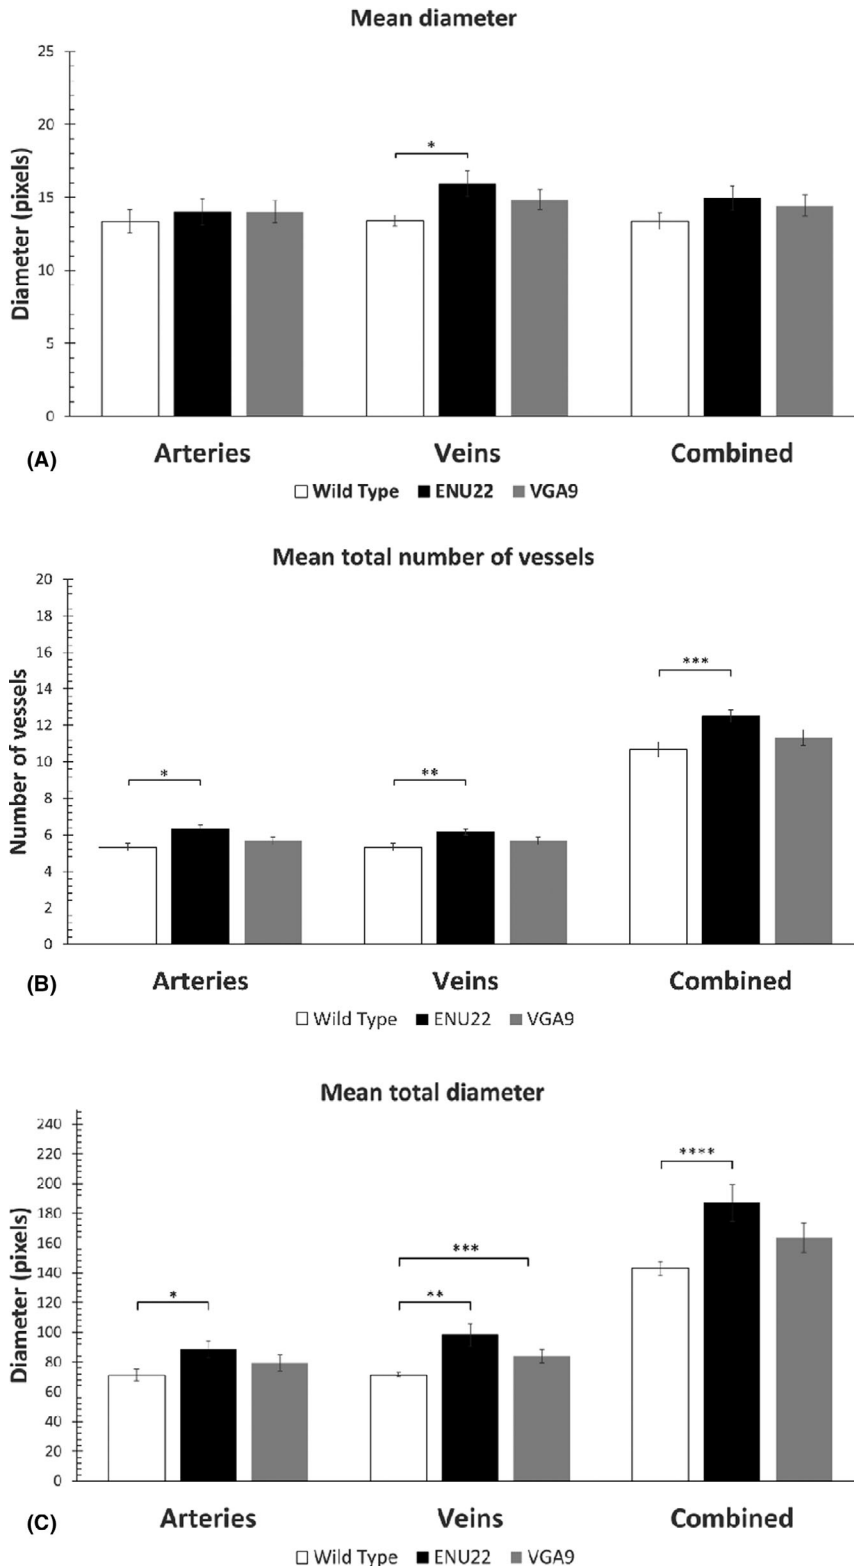 Mean diameter
25
20
15
10
5
0
Diameter (pixels)
*
Arteries Veins Combined
(A)
Wild Type ENU22 VGA9
Mean total number of vessels
20
18
16
14
12
10
8
6
4
2
0
Number of vessels
* ** ***
Arteries Veins Combined
(B)
Wild Type ENU22 VGA9
Mean total diameter
240
220
200
180
160
140
120
100
80
60
40
20
0
Diameter (pixels)
****
***
* **
Arteries Veins Combined
(C)
Wild Type ENU22 VGA9